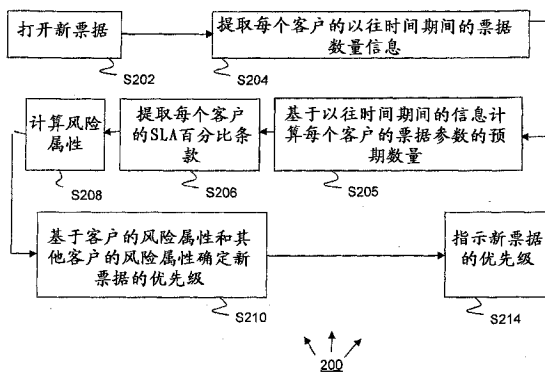 打开新票据
S202
提取每个客户的以往时间期间的票据
数量信息
S204
基于以往时间期间的信息计
算每个客户的票据参数的预
期数量
S205
提取每个客户
的SLA百分比条
款
S206
计算风险
属性
S208
基于客户的风险属性和其
他客户的风险属性确定新
票据的优先级
S210
指示新票据
的优先级
S214
200